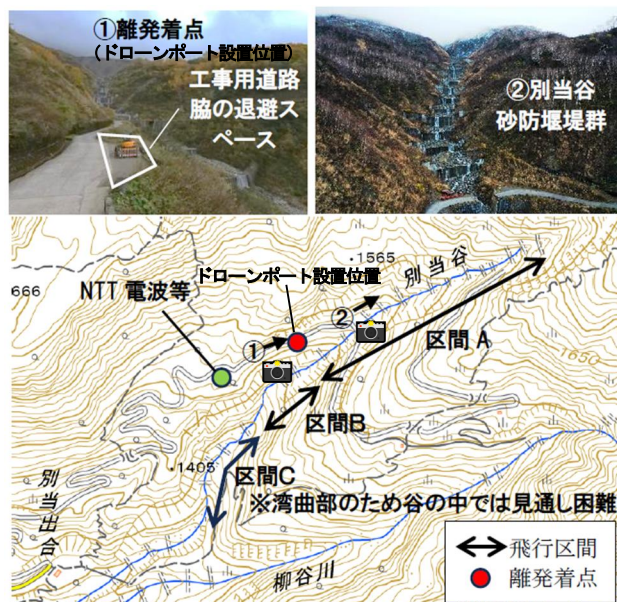 ①離発着点
(ドローンポート設置位置)
工事用道路
脇の退避ス
ペース
②別当谷
砂防堰堤群
・1565
別当谷
ドローンポート設置位置
666
NTT 電波等
②
①
区間 A
1650
区間B
・1405
区間C
※湾曲部のため谷の中では見通し困難
別当出合
柳谷川
飛行区間
離発着点